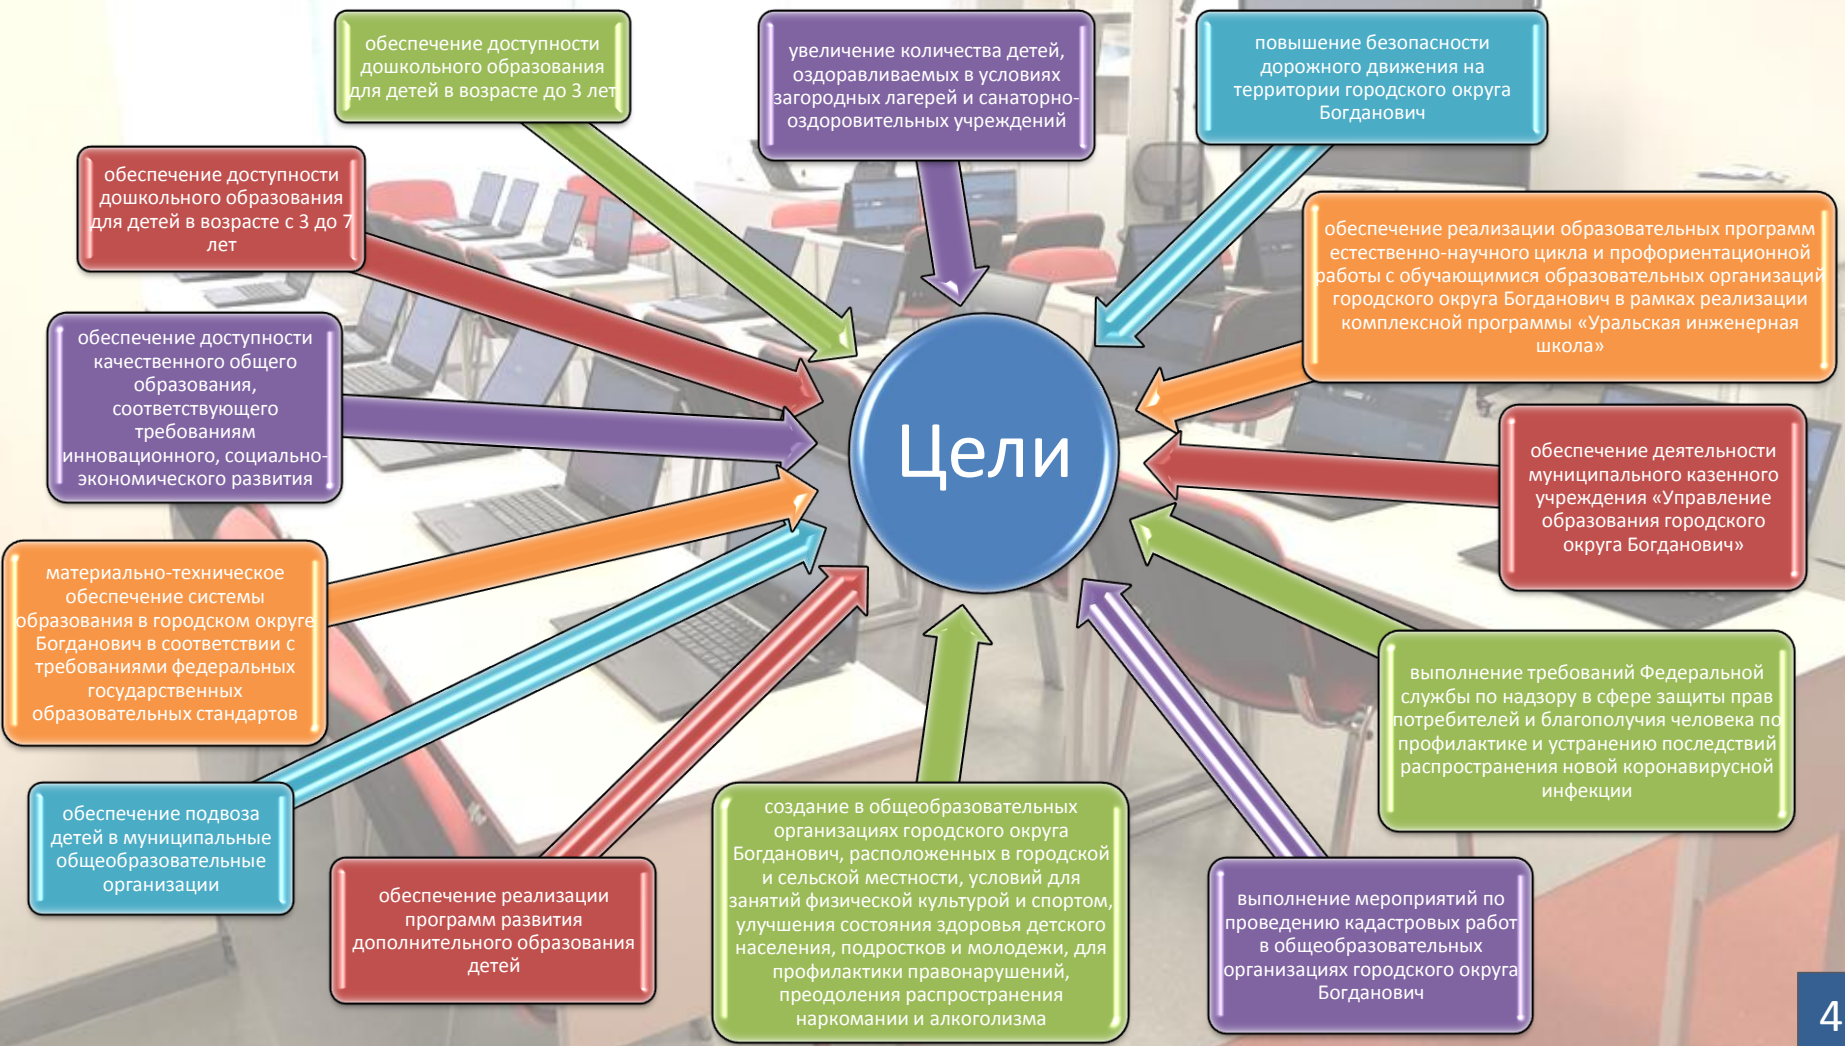 обеспечение доступности
дошкольного образования
для детей в возрасте до 3 лет
увеличение количества детей,
оздоравливаемых в условиях
загородных лагерей и санаторно-
оздоровительных учреждений
повышение безопасности
дорожного движения на
территории городского округа
Богданович
обеспечение доступности
дошкольного образования
для детей в возрасте с 3 до 7
лет
обеспечение реализации образовательных программ
естественно-научного цикла и профориентационной
работы с обучающимися образовательных организаций
городского округа Богданович в рамках реализации
комплексной программы «Уральская инженерная
школа»
обеспечение доступности
качественного общего
образования,
соответствующего
требованиям
инновационного, социально-
экономического развития
Цели
обеспечение деятельности
муниципального казенного
учреждения «Управление
образования городского
округа Богданович»
материально-техническое
обеспечение системы
образования в городском округе
Богданович в соответствии с
требованиями федеральных
государственных
образовательных стандартов
выполнение требований Федеральной
службы по надзору в сфере защиты прав
потребителей и благополучия человека по
профилактике и устранению последствий
распространения новой коронавирусной
инфекции
обеспечение подвоза
детей в муниципальные
общеобразовательные
организации
обеспечение реализации
программ развития
дополнительного образования
детей
создание в общеобразовательных
организациях городского округа
Богданович, расположенных в городской
и сельской местности, условий для
занятий физической культурой и спортом,
улучшения состояния здоровья детского
населения, подростков и молодежи, для
профилактики правонарушений,
преодоления распространения
наркомании и алкоголизма
выполнение мероприятий по
проведению кадастровых работ
в общеобразовательных
организациях городского округа
Богданович
4